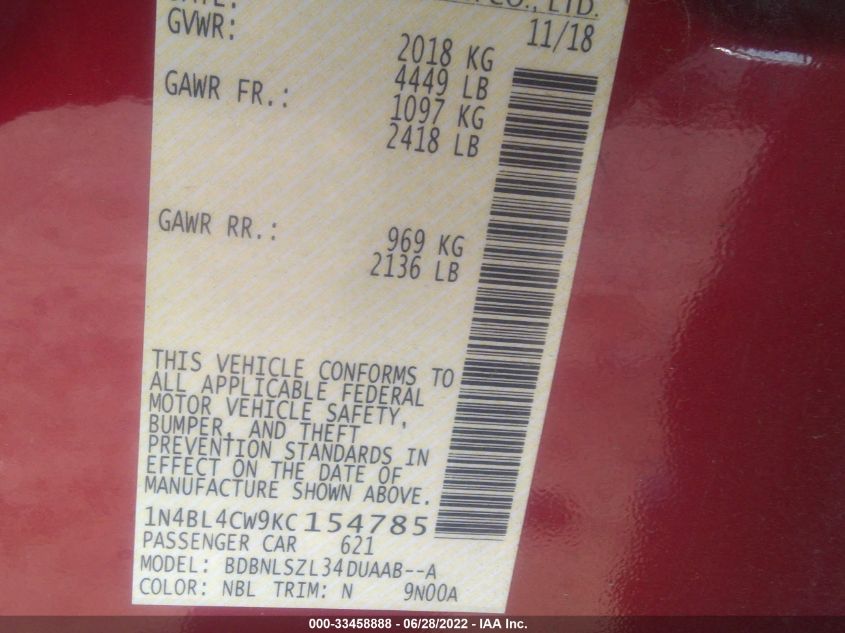 DATE:
CO., LTD.
GVWR:
11/18
2018 KG
4449 LB
GAWR FR.:
1097 KG
2418 LB
GAWR RR.:
969 KG
2136 LB
THIS VEHICLE CONFORMS TO
ALL APPLICABLE FEDERAL
MOTOR VEHICLE SAFETY,
BUMPER, AND THEFT
PREVENTION STANDARDS IN
EFFECT ON THE DATE OF
MANUFACTURE SHOWN ABOVE.
1N4BL4CW9KC154785
PASSENGER CAR 621
MODEL: BDBNLSZL34DUAAB--A
COLOR: NBL TRIM: N 9N00A
000-33458888 - 06/28/2022 - IAA Inc.